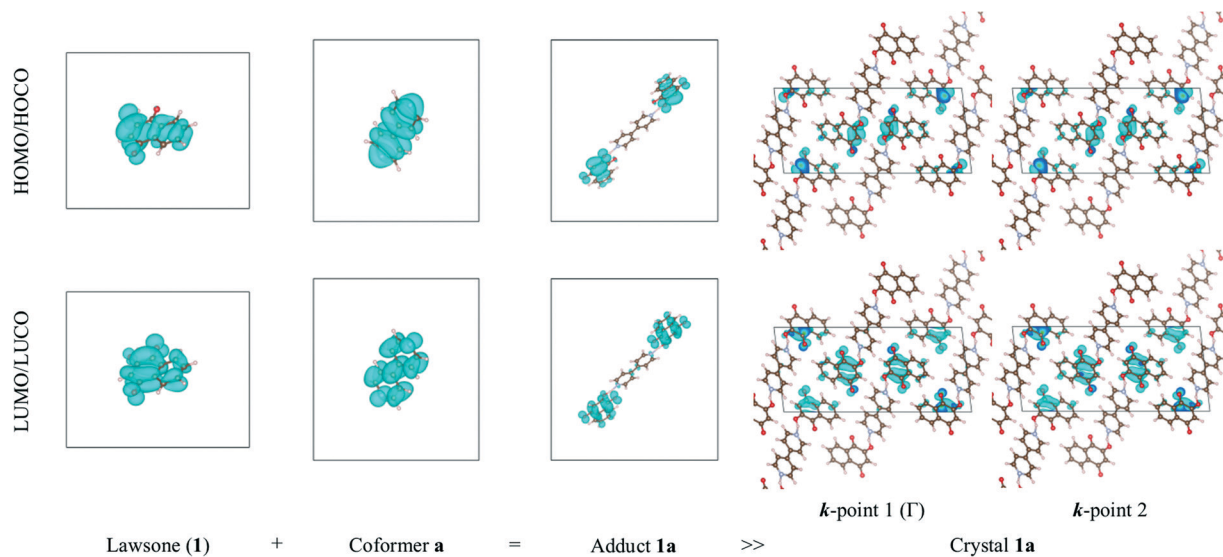 HOMO/HOCO
LUMO/LUCO
k-point 1 (Γ) k-point 2
Lawsone (1) + Coformer a = Adduct 1a >> Crystal 1a